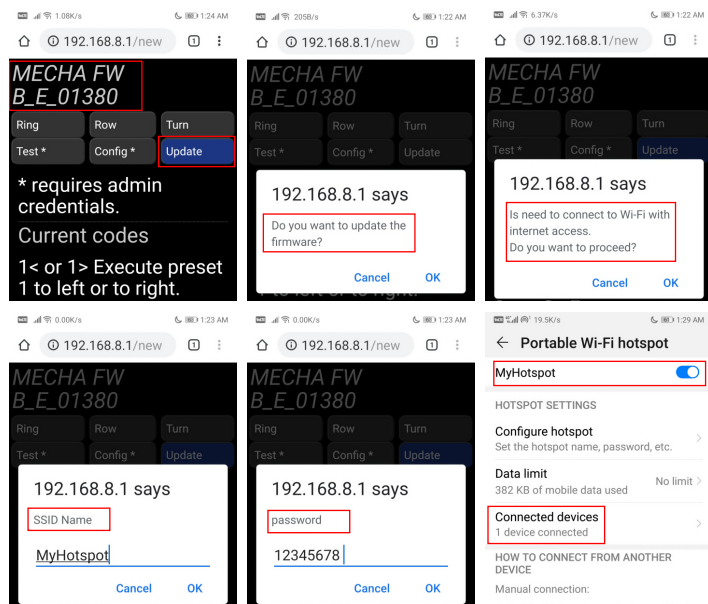 1.08K/s 1:24 AM
192.168.8.1/new 1
MECHA FW
B_E_01380
Ring Row Turn
Test * Config * Update
* requires admin
credentials.
Current codes
1< or 1> Execute preset
1 to left or to right.
205B/s 1:22 AM
192.168.8.1/new 1
MECHA FW
B_E_01380
Ring Row Turn
Test * Config * Update
192.168.8.1 says
Do you want to update the
firmware?
Cancel OK
6.37K/s 1:22 AM
192.168.8.1/new 1
MECHA FW
B_E_01380
Ring Row Turn
Test * Config * Update
192.168.8.1 says
Is need to connect to Wi-Fi with
internet access.
Do you want to proceed?
Cancel OK
0.00K/s 1:23 AM
192.168.8.1/new 1
MECHA FW
B_E_01380
Ring Row Turn
Test * Config * Update
192.168.8.1 says
SSID Name
MyHotspot
Cancel OK
0.00K/s 1:23 AM
192.168.8.1/new 1
MECHA FW
B_E_01380
Ring Row Turn
Test * Config * Update
192.168.8.1 says
password
12345678
Cancel OK
19.5K/s 1:29 AM
Portable Wi-Fi hotspot
MyHotspot
HOTSPOT SETTINGS
Configure hotspot
Set the hotspot name, password, etc.
Data limit
382 KB of mobile data used No limit
Connected devices
1 device connected
HOW TO CONNECT FROM ANOTHER
DEVICE
Manual connection: